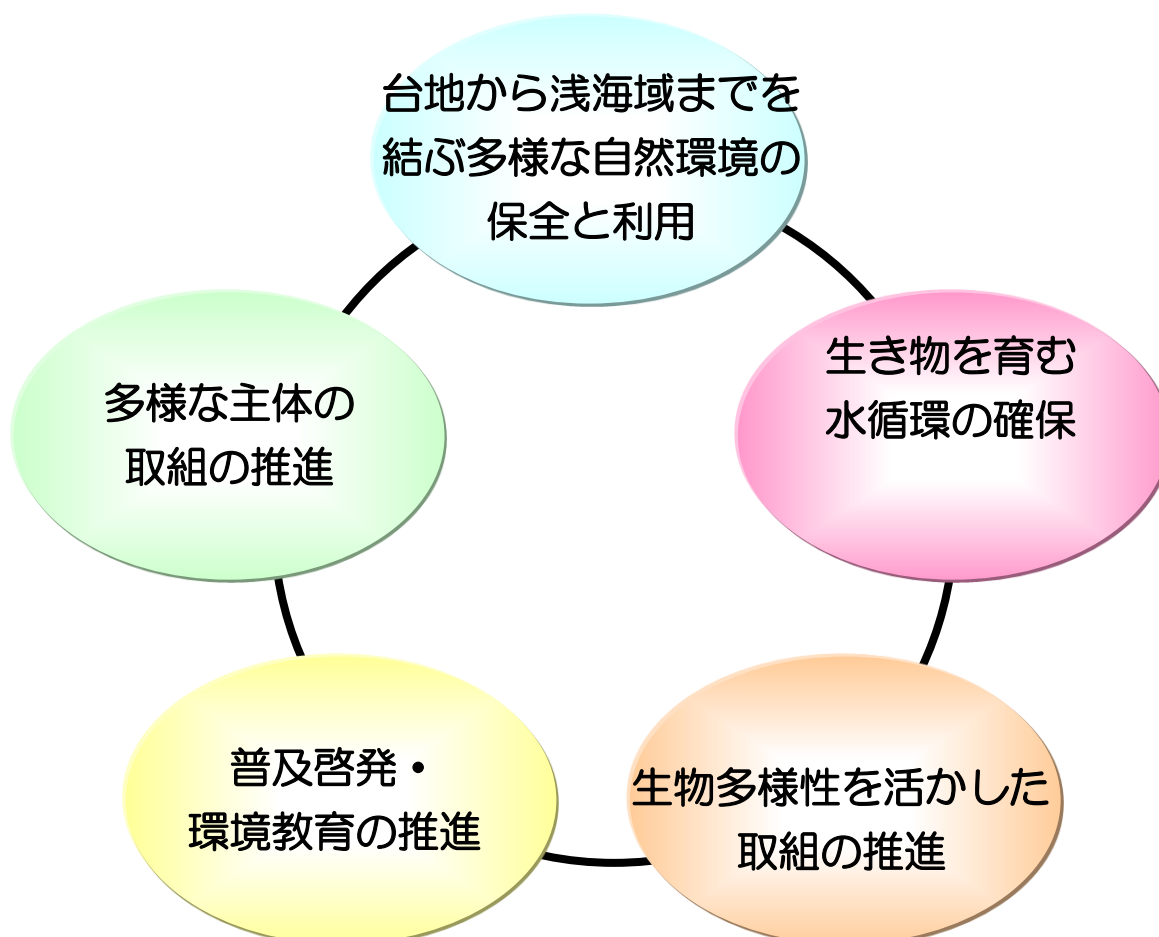 台地から浅海域までを
結ぶ多様な自然環境の
保全と利用
生き物を育む
水循環の確保
多様な主体の
取組の推進
普及啓発・
環境教育の推進
生物多様性を活かした
取組の推進